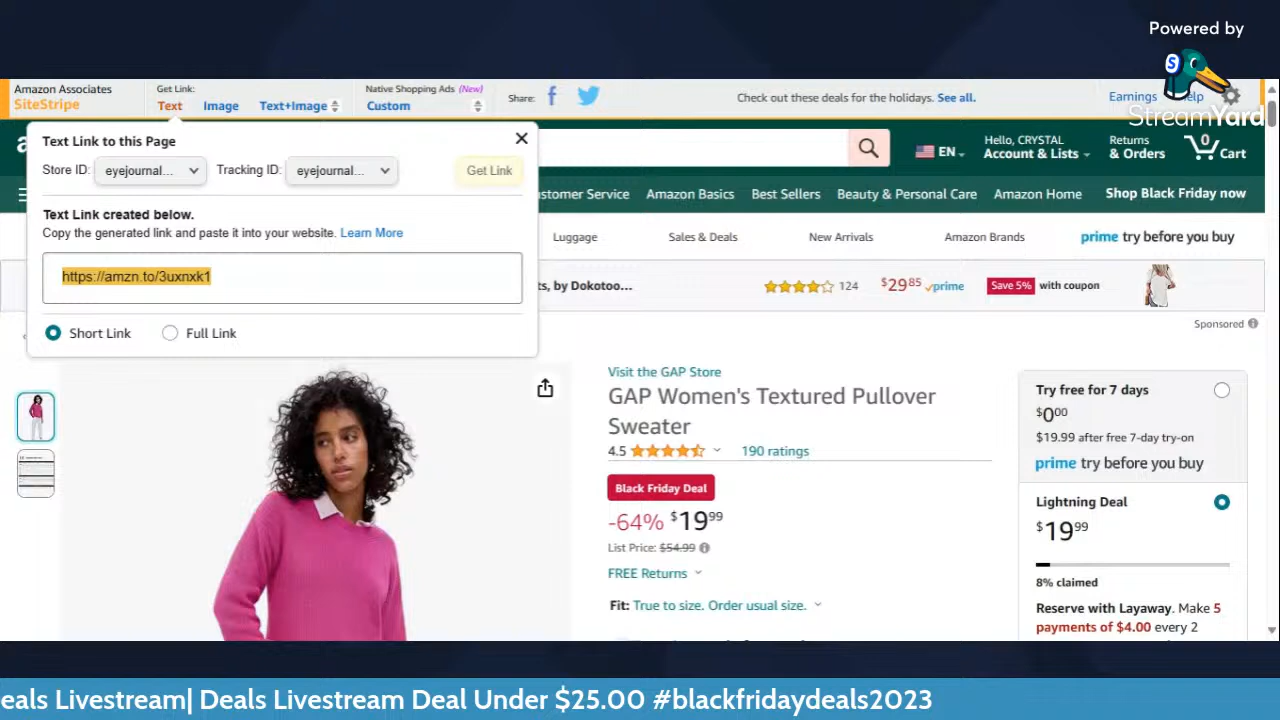 Powered by
StreamYard
Amazon Associates
SiteStripe
Get Link:
Text
Image
Text+Image
Native Shopping Ads (New)
Custom
Share:
Check out these deals for the holidays. See all.
Earnings
Help
Text Link to this Page
Store ID: eyejournal...
Tracking ID: eyejournal...
Get Link
Text Link created below.
Copy the generated link and paste it into your website. Learn More
https://amzn.to/3uxnxk1
Short Link
Full Link
EN
Hello, CRYSTAL
Account & Lists
Returns
& Orders
0
Cart
Amazon Basics
Best Sellers
Beauty & Personal Care
Amazon Home
Shop Black Friday now
Customer Service
Luggage
Sales & Deals
New Arrivals
Amazon Brands
prime try before you buy
ts, by Dokotoo...
124
$29.85 prime
Save 5% with coupon
Sponsored
Visit the GAP Store
GAP Women's Textured Pullover
Sweater
4.5
190 ratings
Black Friday Deal
-64% $19.99
List Price: $54.99
FREE Returns
Fit: True to size. Order usual size.
Try free for 7 days
$0.00
$19.99 after free 7-day try-on
prime try before you buy
Lightning Deal
$19.99
8% claimed
Reserve with Layaway. Make 5
payments of $4.00 every 2
eals Livestream| Deals Livestream Deal Under $25.00 #blackfridaydeals2023